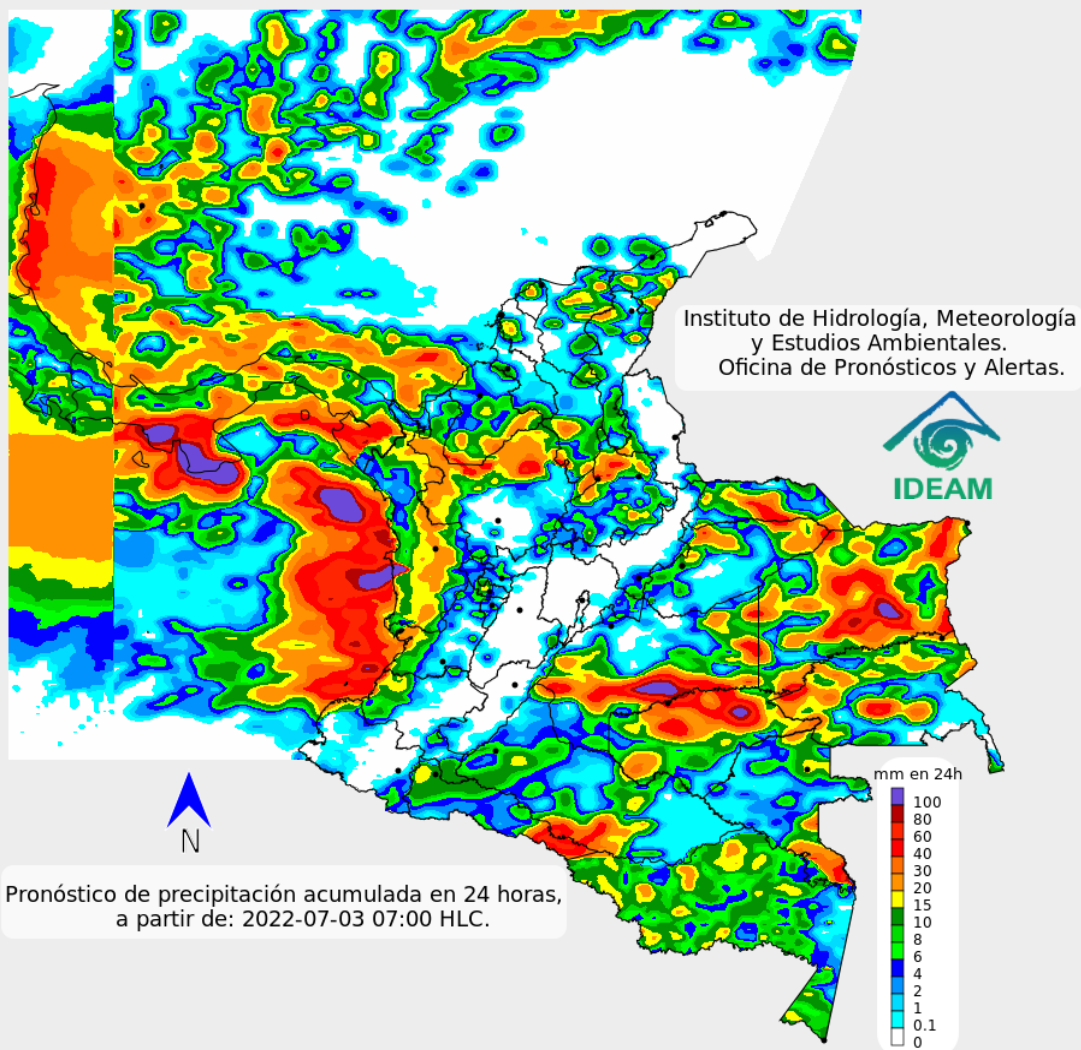 Instituto de Hidrología, Meteorología
y Estudios Ambientales.
Oficina de Pronósticos y Alertas.
IDEAM
N
Pronóstico de precipitación acumulada en 24 horas,
a partir de: 2022-07-03 07:00 HLC.
mm en 24h
100
80
60
40
30
20
15
10
8
6
4
2
1
0.1
0